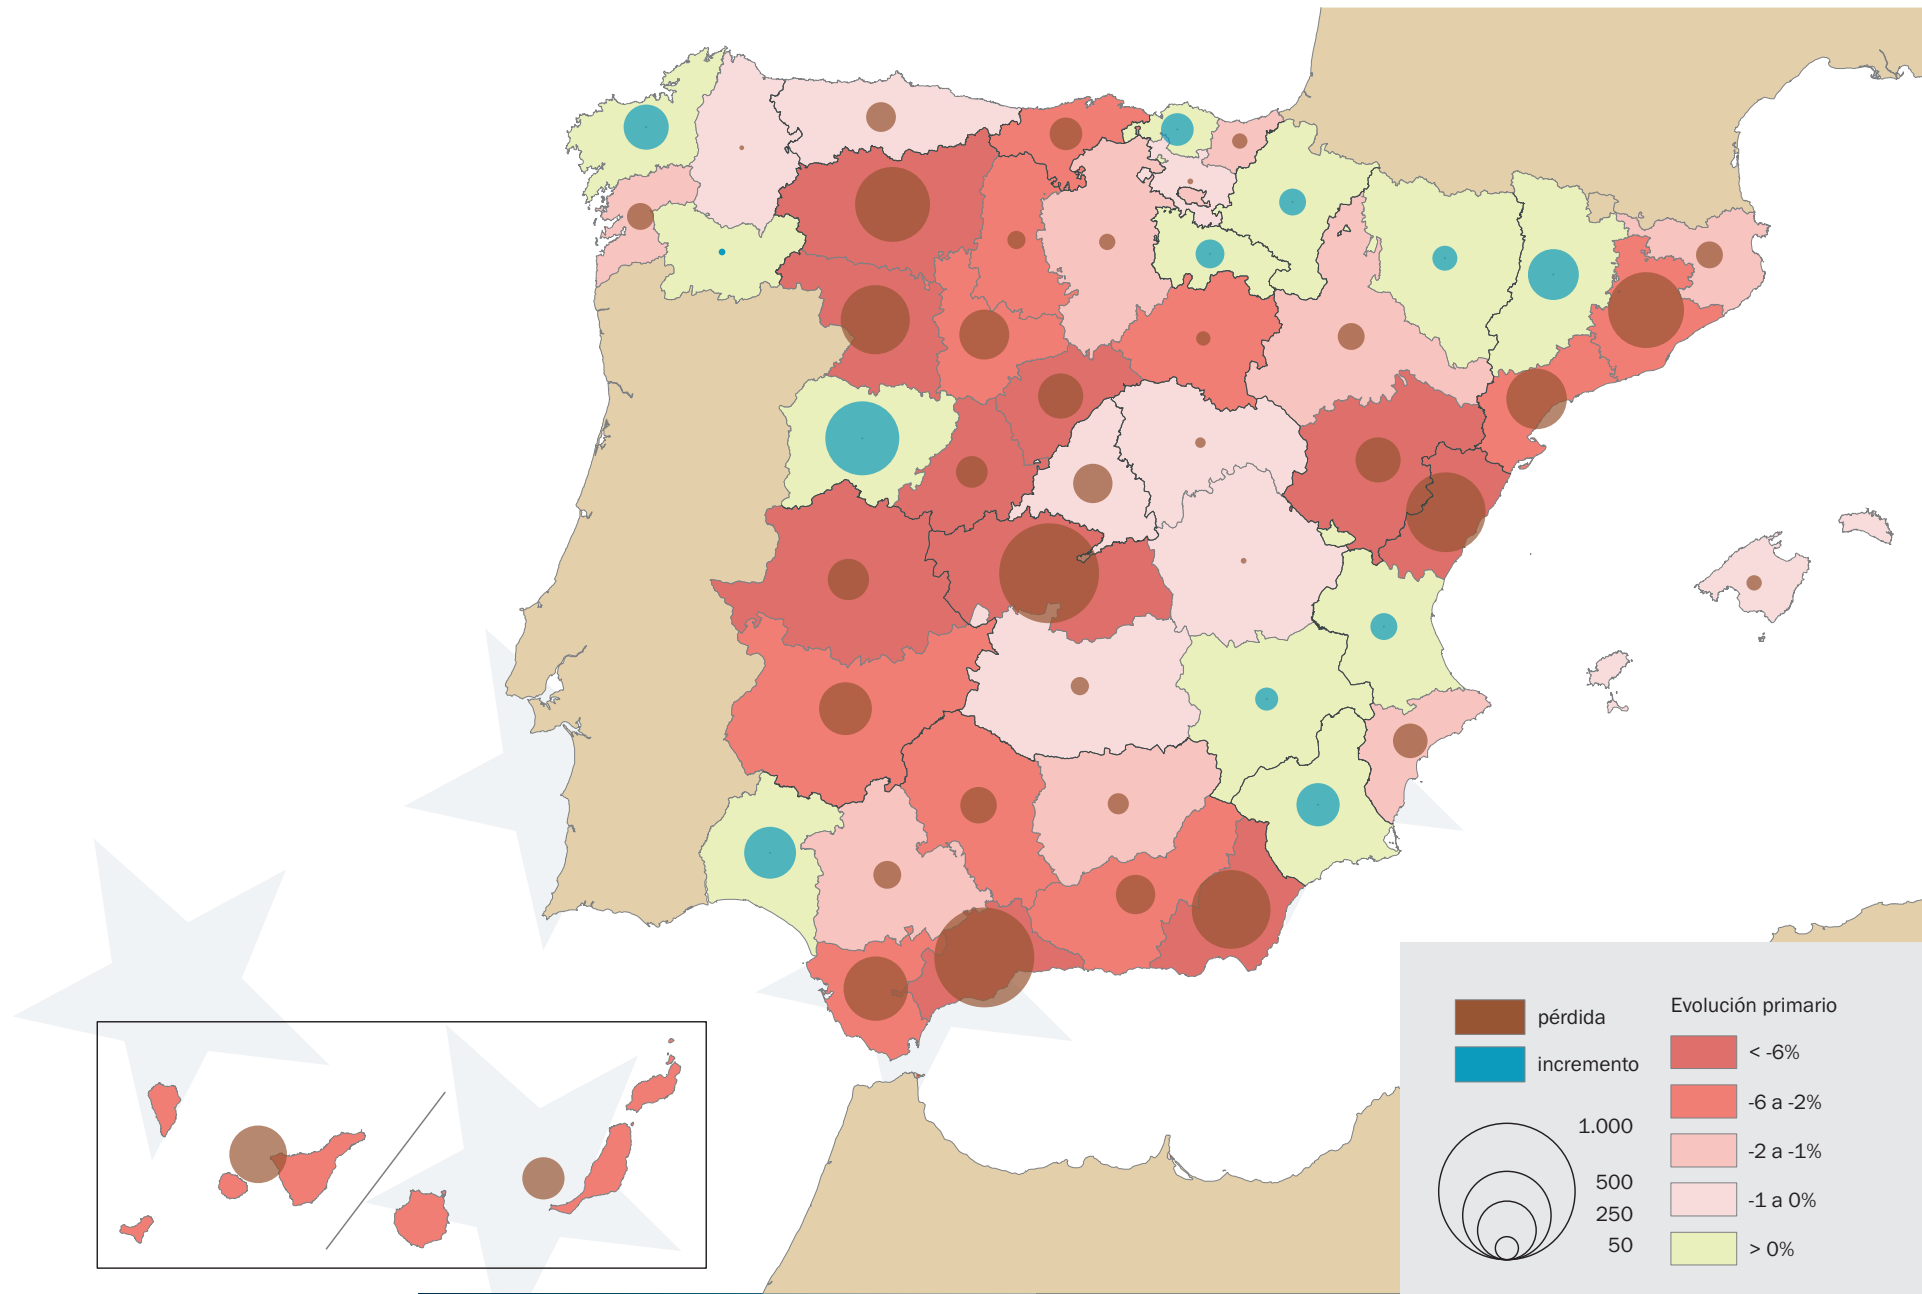 pérdida
incremento
1.000
500
250
50
Evolución primario
< -6%
-6 a -2%
-2 a -1%
-1 a 0%
> 0%